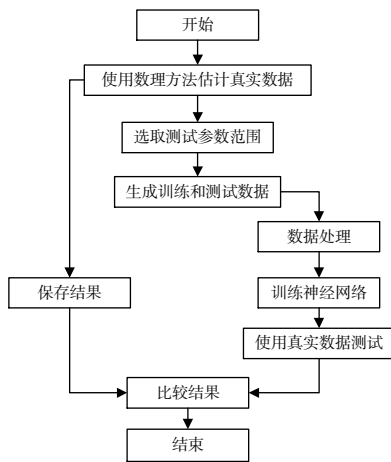 开始
使用数理方法估计真实数据
选取测试参数范围
生成训练和测试数据
数据处理
保存结果
训练神经网络
使用真实数据测试
比较结果
结束